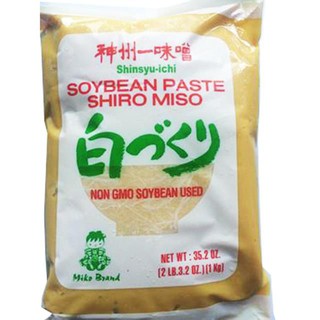 神州一味噌
Shinsyu-ichi
SOYBEAN PASTE
SHIRO MISO
白づくり
NON GMO SOYBEAN USED
NET WT : 35.2 OZ.
(2 LB.3.2 OZ.)(1 Kg)
Miko Brand